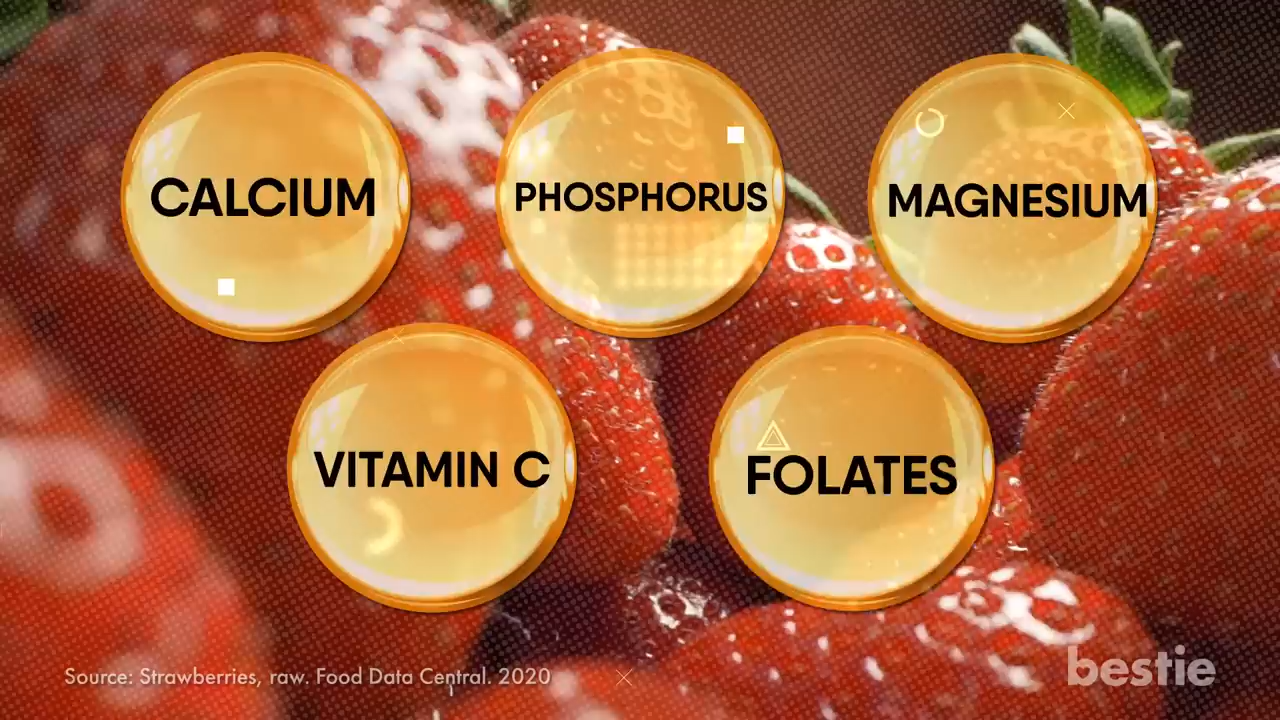 CALCIUM
PHOSPHORUS
MAGNESIUM
VITAMIN C
FOLATES
Source: Strawberries, raw. Food Data Central. 2020
bestie